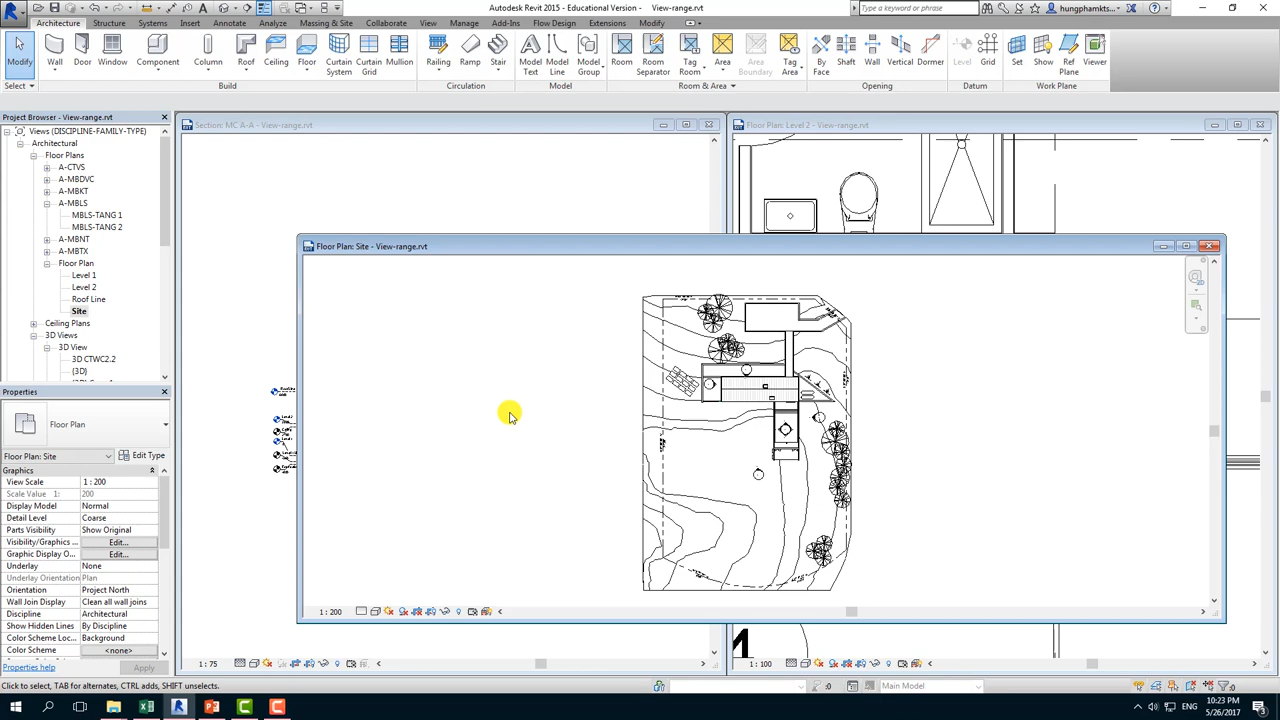 Autodesk Revit 2015 - Educational Version - View-range.rvt
Type a keyword or phrase
hungphamkts...
Architecture Structure Systems Insert Annotate Analyze Massing & Site Collaborate View Manage Add-Ins Flow Design Extensions Modify
Modify Wall Door Window Component Column Roof Ceiling Floor Curtain System Curtain Grid Mullion Railing Ramp Stair Model Text Model Line Model Group Room Room Separator Tag Room Area Area Boundary Tag Area By Face Shaft Wall Vertical Dormer Level Grid Set Show Ref Plane Viewer
Select Build Circulation Model Room & Area Opening Datum Work Plane
Project Browser - View-range.rvt
Views (DISCIPLINE-FAMILY-TYPE)
Architectural
Floor Plans
A-CTVS
A-MBDVC
A-MBKT
A-MBLS
MBLS-TANG 1
MBLS-TANG 2
A-MBNT
A-MBTX
Floor Plan
Level 1
Level 2
Roof Line
Site
Ceiling Plans
3D Views
3D View
3D CTWC2.2
{3D}
Properties
Floor Plan
Floor Plan: Site
Edit Type
Graphics
View Scale 1 : 200
Scale Value 1: 200
Display Model Normal
Detail Level Coarse
Parts Visibility Show Original
Visibility/Graphics ... Edit...
Graphic Display O... Edit...
Underlay None
Underlay Orientation Plan
Orientation Project North
Wall Join Display Clean all wall joins
Discipline Architectural
Show Hidden Lines By Discipline
Color Scheme Loc... Background
Color Scheme <none>
Properties help
Apply
Section: MC A-A - View-range.rvt
Floor Plan: Level 2 - View-range.rvt
Floor Plan: Site - View-range.rvt
1 : 200
1 : 75
1 : 100
M
Click to select, TAB for alternates, CTRL adds, SHIFT unselects.
:0
Main Model
:0
ENG
10:23 PM
5/26/2017